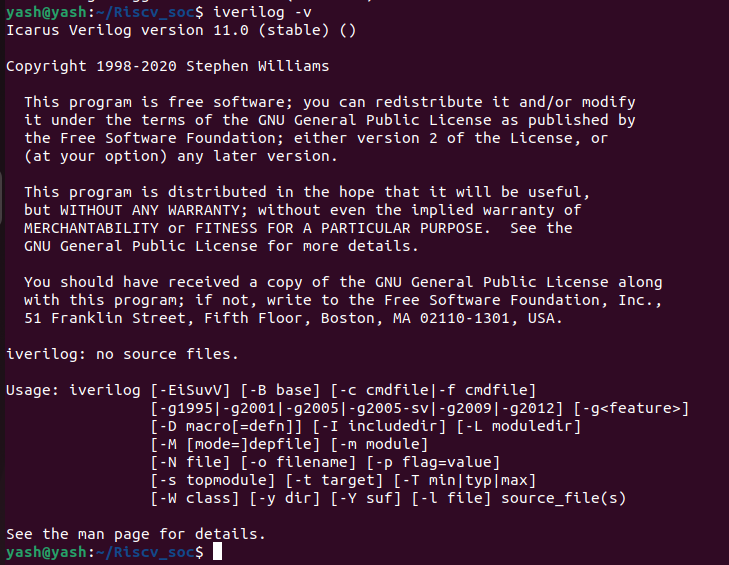 yash@yash:~/Riscv_soc$ iverilog -v
Icarus Verilog version 11.0 (stable) ()

Copyright 1998-2020 Stephen Williams

  This program is free software; you can redistribute it and/or modify
  it under the terms of the GNU General Public License as published by
  the Free Software Foundation; either version 2 of the License, or
  (at your option) any later version.

  This program is distributed in the hope that it will be useful,
  but WITHOUT ANY WARRANTY; without even the implied warranty of
  MERCHANTABILITY or FITNESS FOR A PARTICULAR PURPOSE.  See the
  GNU General Public License for more details.

  You should have received a copy of the GNU General Public License along
  with this program; if not, write to the Free Software Foundation, Inc.,
  51 Franklin Street, Fifth Floor, Boston, MA 02110-1301, USA.

iverilog: no source files.

Usage: iverilog [-EiSuvV] [-B base] [-c cmdfile|-f cmdfile]
                [-g1995|-g2001|-g2005|-g2005-sv|-g2009|-g2012] [-g<feature>]
                [-D macro[=defn]] [-I includedir] [-L moduledir]
                [-M [mode=]depfile] [-m module]
                [-N file] [-o filename] [-p flag=value]
                [-s topmodule] [-t target] [-T min|typ|max]
                [-W class] [-y dir] [-Y suf] [-l file] source_file(s)

See the man page for details.
yash@yash:~/Riscv_soc$